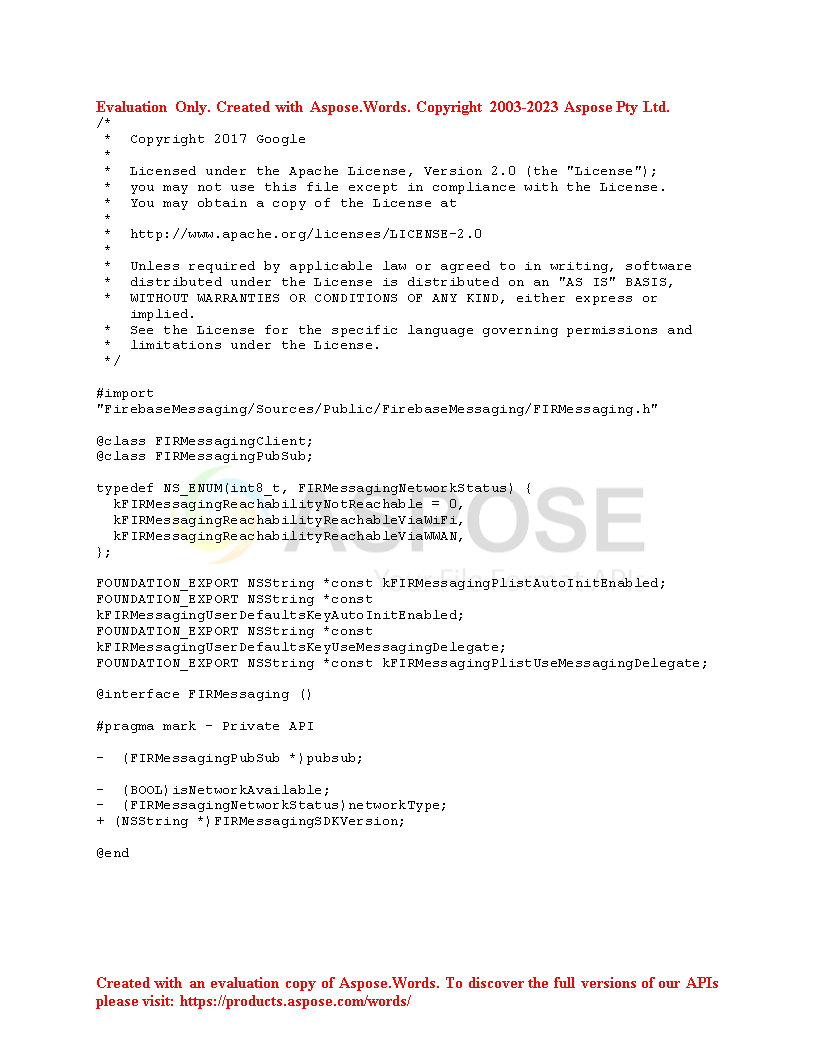 Evaluation Only. Created with Aspose.Words. Copyright 2003-2023 Aspose Pty Ltd.
/*
 * Copyright 2017 Google
 *
 * Licensed under the Apache License, Version 2.0 (the "License");
 * you may not use this file except in compliance with the License.
 * You may obtain a copy of the License at
 *
 * http://www.apache.org/licenses/LICENSE-2.0
 *
 * Unless required by applicable law or agreed to in writing, software
 * distributed under the License is distributed on an "AS IS" BASIS,
 * WITHOUT WARRANTIES OR CONDITIONS OF ANY KIND, either express or
implied.
 * See the License for the specific language governing permissions and
 * limitations under the License.
 */
#import
"FirebaseMessaging/Sources/Public/FirebaseMessaging/FIRMessaging.h"
@class FIRMessagingClient;
@class FIRMessagingPubSub;
typedef NS_ENUM(int8_t, FIRMessagingNetworkStatus) {
  kFIRMessagingReachabilityNotReachable = 0,
  kFIRMessagingReachabilityReachableViaWiFi,
  kFIRMessagingReachabilityReachableViaWWAN,
};
ASPOSE
Your File Format APIs
FOUNDATION_EXPORT NSString *const kFIRMessagingPlistAutoInitEnabled;
FOUNDATION_EXPORT NSString *const
kFIRMessagingUserDefaultsKeyAutoInitEnabled;
FOUNDATION_EXPORT NSString *const
kFIRMessagingUserDefaultsKeyUseMessagingDelegate;
FOUNDATION_EXPORT NSString *const kFIRMessagingPlistUseMessagingDelegate;
@interface FIRMessaging ()
#pragma mark - Private API
- (FIRMessagingPubSub *)pubsub;
- (BOOL)isNetworkAvailable;
- (FIRMessagingNetworkStatus)networkType;
+ (NSString *)FIRMessagingSDKVersion;
@end
Created with an evaluation copy of Aspose.Words. To discover the full versions of our APIs
please visit: https://products.aspose.com/words/